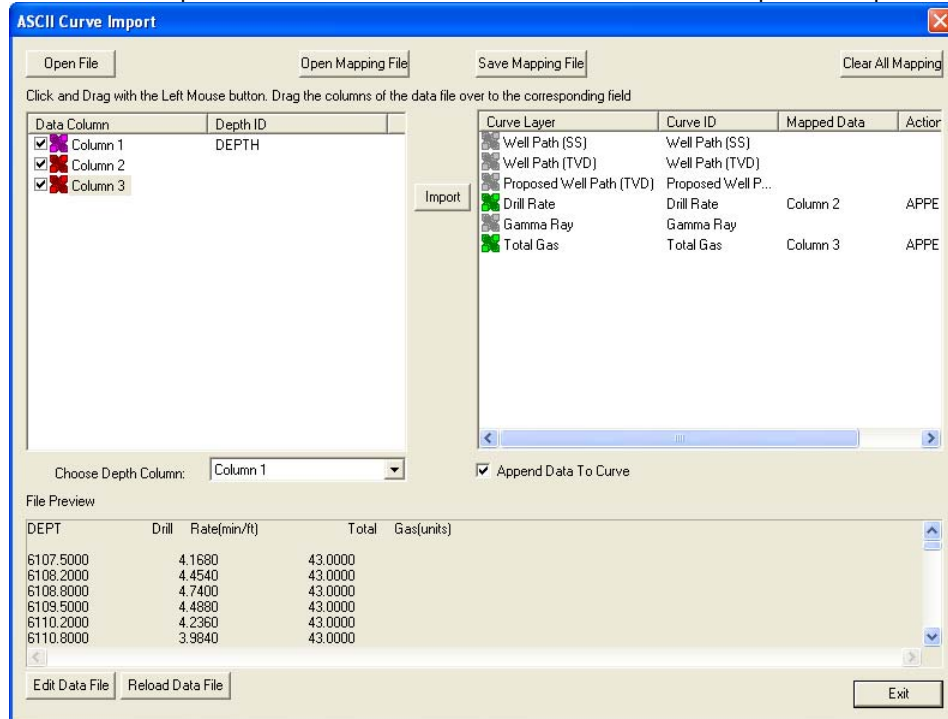 ASCII Curve Import
Open File Open Mapping File Save Mapping File Clear All Mapping
Click and Drag with the Left Mouse button. Drag the columns of the data file over to the corresponding field
Data Column Depth ID
Column 1 DEPTH
Column 2
Column 3
Import
Curve Layer Curve ID Mapped Data Action
Well Path (SS) Well Path (SS)
Well Path (TVD) Well Path (TVD)
Proposed Well Path (TVD) Proposed Well P...
Drill Rate Drill Rate Column 2 APPE
Gamma Ray Gamma Ray
Total Gas Total Gas Column 3 APPE
Choose Depth Column: Column 1
Append Data To Curve
File Preview
DEPT Drill Rate(min/ft) Total Gas(units)
6107.5000 4.1680 43.0000
6108.2000 4.4540 43.0000
6108.8000 4.7400 43.0000
6109.5000 4.4880 43.0000
6110.2000 4.2360 43.0000
6110.8000 3.9840 43.0000
Edit Data File Reload Data File Exit